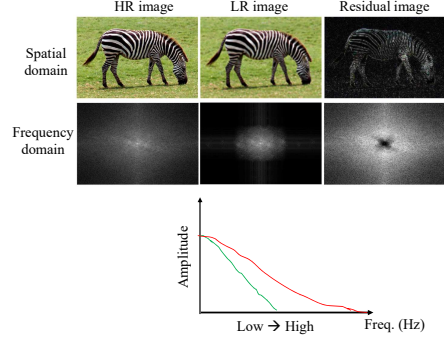 HR image
LR image
Residual image
Spatial
domain
Frequency
domain
Amplitude
Low → High
Freq. (Hz)